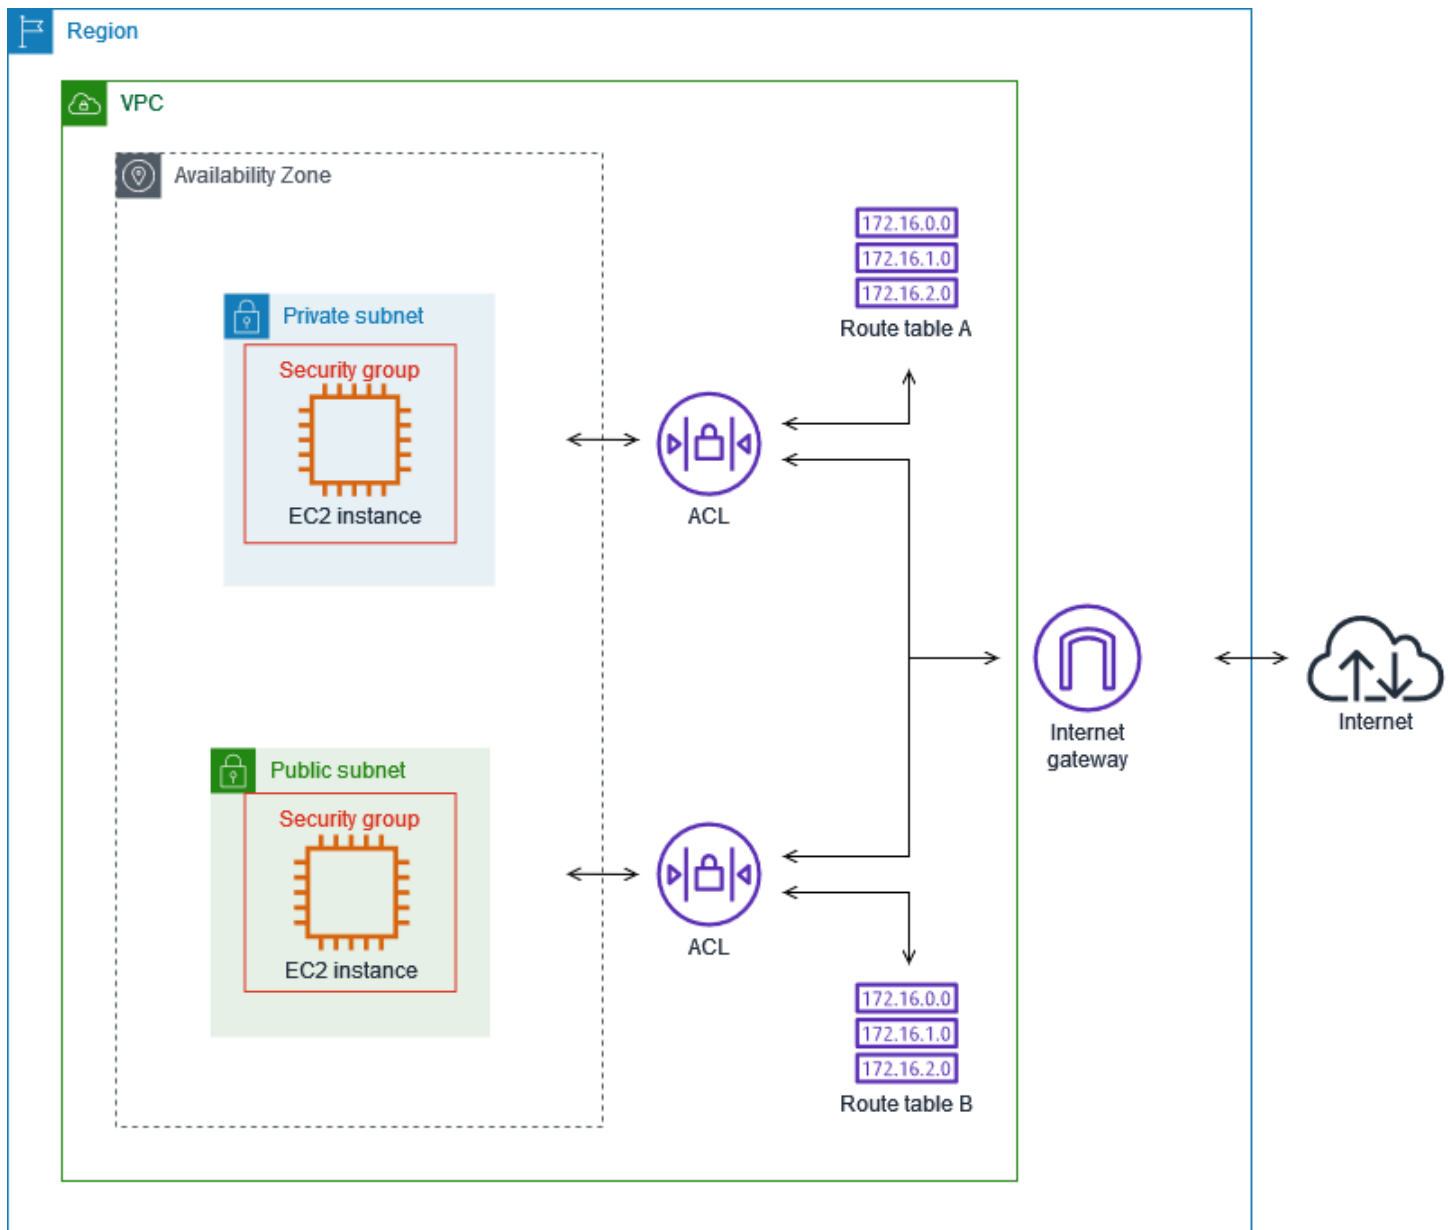 Region
VPC
Availability Zone
172.16.0.0
172.16.1.0
172.16.2.0
Route table A
Private subnet
Security group
EC2 instance
ACL
Internet
gateway
Internet
Public subnet
Security group
EC2 instance
ACL
172.16.0.0
172.16.1.0
172.16.2.0
Route table B